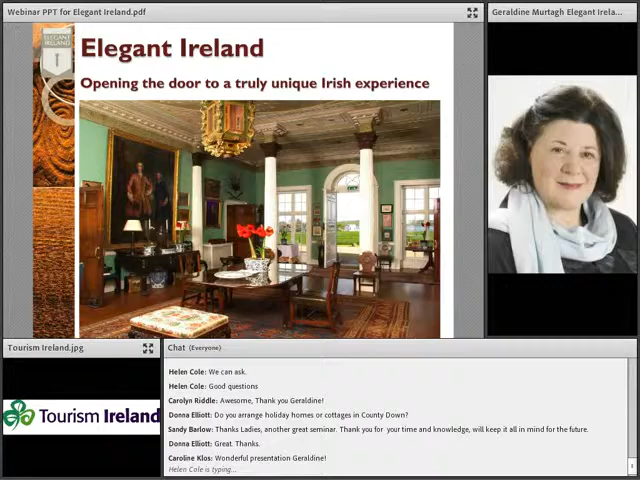 Webinar PPT for Elegant Ireland.pdf
Geraldine Murtagh Elegant Irela...
ELEGANT
IRELAND
Elegant Ireland
Opening the door to a truly unique Irish experience
Tourism Ireland.jpg
Tourism Ireland
Chat (Everyone)
Helen Cole: We can ask.
Helen Cole: Good questions
Carolyn Riddle: Awesome, Thank you Geraldine!
Donna Elliott: Do you arrange holiday homes or cottages in County Down?
Sandy Barlow: Thanks Ladies, another great seminar. Thank you for your time and knowledge, will keep it all in mind for the future.
Donna Elliott: Great. Thanks.
Caroline Klos: Wonderful presentation Geraldine!
Helen Cole is typing...